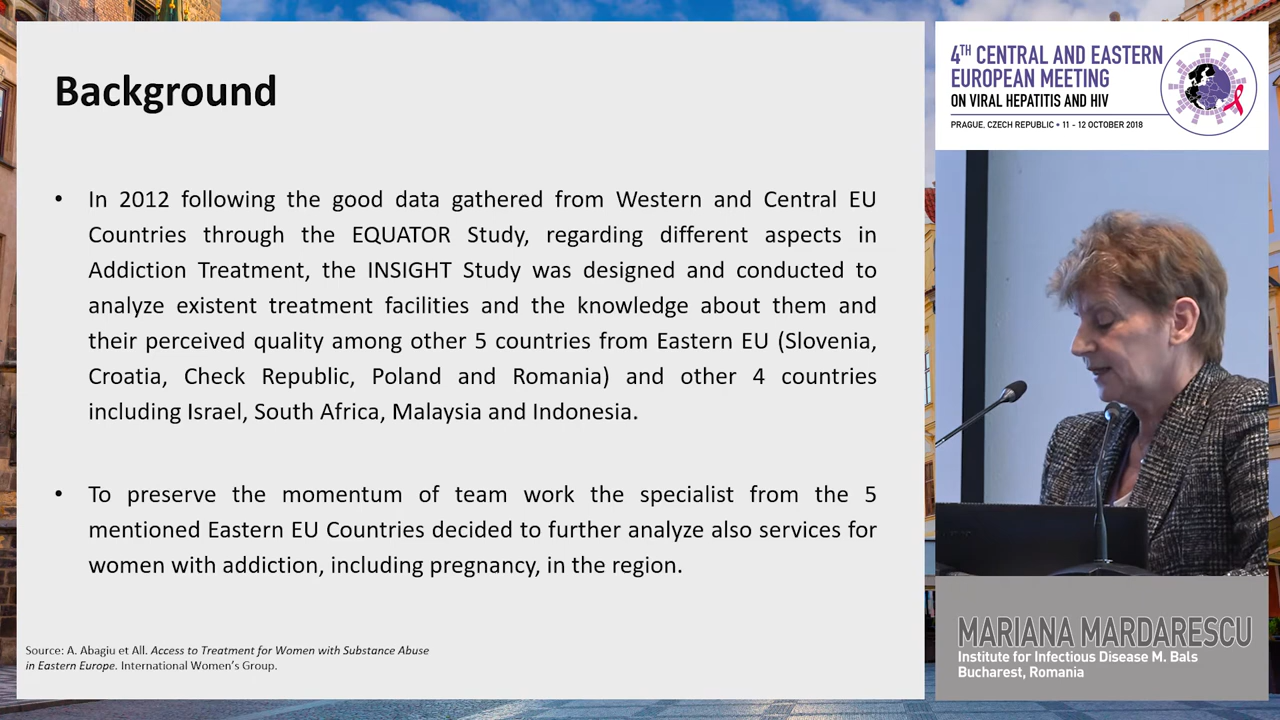 Background
• In 2012 following the good data gathered from Western and Central EU
Countries through the EQUATOR Study, regarding different aspects in
Addiction Treatment, the INSIGHT Study was designed and conducted to
analyze existent treatment facilities and the knowledge about them and
their perceived quality among other 5 countries from Eastern EU (Slovenia,
Croatia, Check Republic, Poland and Romania) and other 4 countries
including Israel, South Africa, Malaysia and Indonesia.
• To preserve the momentum of team work the specialist from the 5
mentioned Eastern EU Countries decided to further analyze also services for
women with addiction, including pregnancy, in the region.
Source: A. Abagiu et All. Access to Treatment for Women with Substance Abuse
in Eastern Europe. International Women's Group.
4TH CENTRAL AND EASTERN
EUROPEAN MEETING
ON VIRAL HEPATITIS AND HIV
PRAGUE, CZECH REPUBLIC • 11 - 12 OCTOBER 2018
MARIANA MARDARESCU
Institute for Infectious Disease M. Bals
Bucharest, Romania